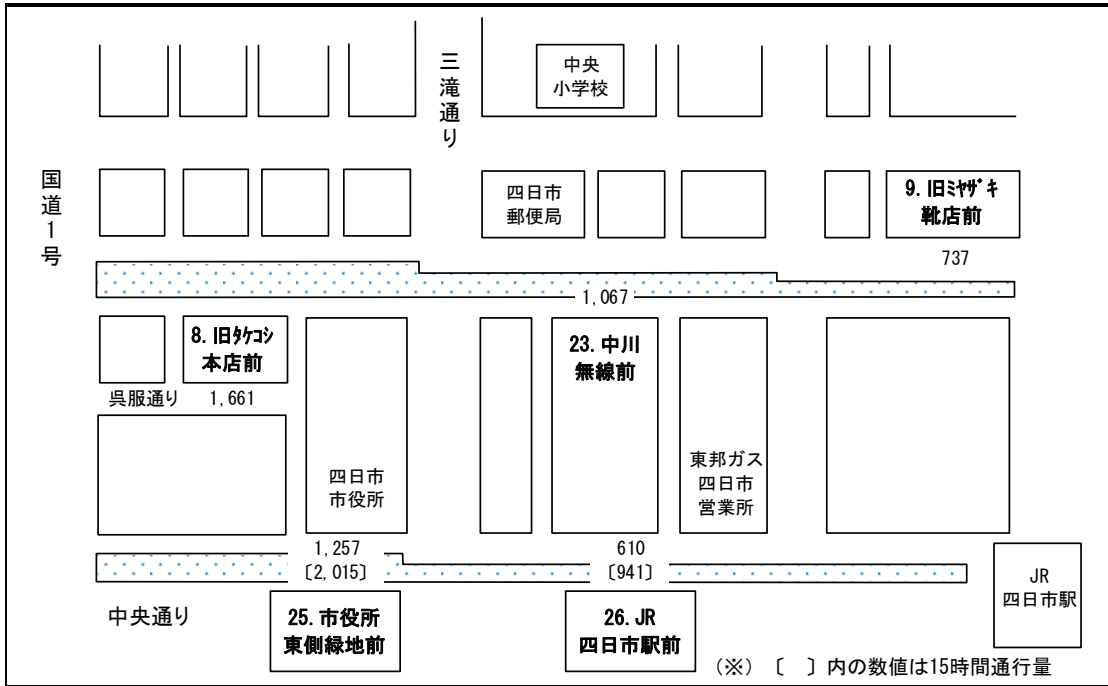 三滝通り
中央
小学校
国道1号
四日市
郵便局
9.旧ミヤザキ
靴店前
737
1,067
8.旧タケコシ
本店前
23.中川
無線前
呉服通り 1,661
四日市
市役所
東邦ガス
四日市
営業所
1,257
〔2,015〕
610
〔941〕
JR
四日市駅
中央通り
25.市役所
東側緑地前
26.JR
四日市駅前
(※) 〔 〕内の数値は15時間通行量